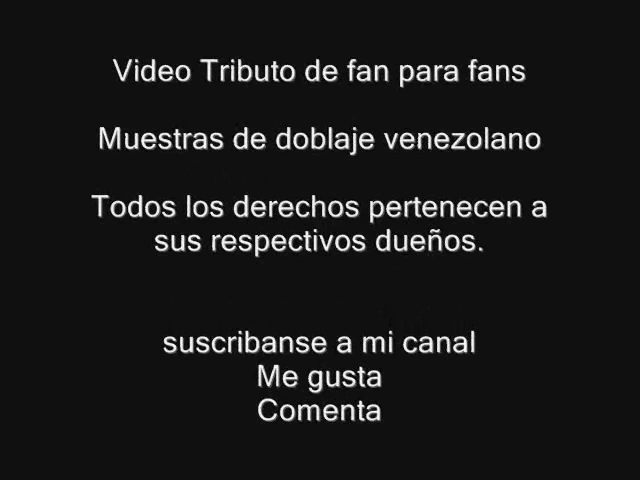 Video Tributo de fan para fans
Muestras de doblaje venezolano
Todos los derechos pertenecen a
sus respectivos dueños.
suscribanse a mi canal
Me gusta
Comenta